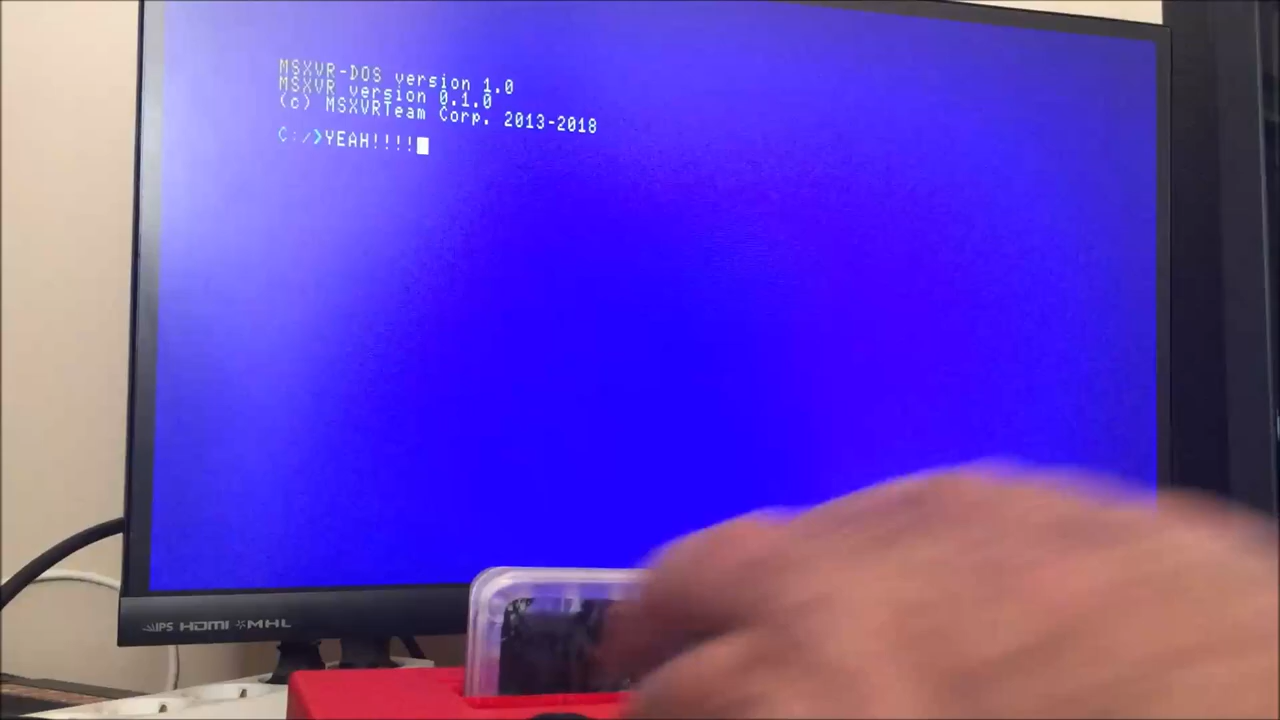 MSXVR-DOS version 1.0
MSXVR version 0.1.0
(c) MSXVRTeam Corp. 2013-2018
C:/>YEAH!!!!
IPS HDMI MHL